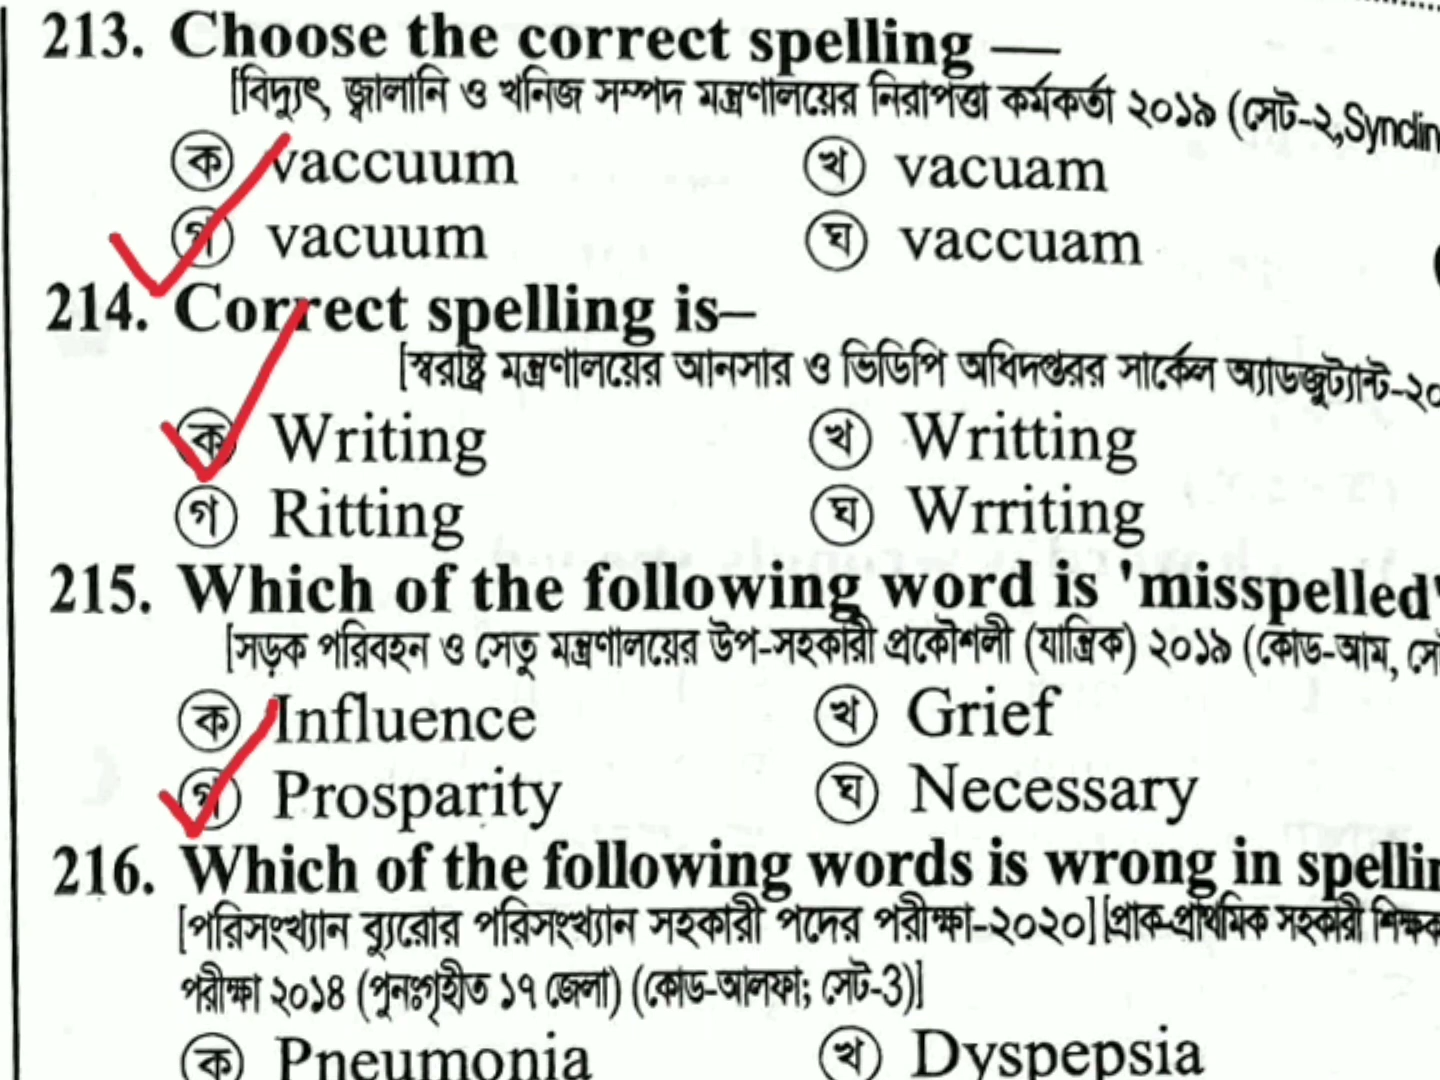 213. Choose the correct spelling —
[বিদ্যুৎ, জ্বালানি ও খনিজ সম্পদ মন্ত্রণালয়ের নিরাপত্তা কর্মকর্তা ২০১৯ (সেট-২,
ক vaccuum খ vacuam
গ vacuum ঘ vaccuam
214. Correct spelling is–
[স্বরাষ্ট্র মন্ত্রণালয়ের আনসার ও ভিডিপি অধিদপ্তরর সার্কেল অ্যাডজুট্যান্ট-
ক Writing খ Writting
গ Ritting ঘ Wrriting
215. Which of the following word is 'misspelled'
[সড়ক পরিবহন ও সেতু মন্ত্রণালয়ের উপ-সহকারী প্রকৌশলী (যান্ত্রিক) ২০১৯ (কোড-আম,
ক Influence খ Grief
গ Prosparity ঘ Necessary
216. Which of the following words is wrong in
[পরিসংখ্যান ব্যুরোর পরিসংখ্যান সহকারী পদের পরীক্ষা-২০২০] [প্রাক-প্রাথমিক সহকারী
পরীক্ষা ২০১৪ (পুনঃগৃহীত ১৭ জেলা) (কোড-আলফা; সেট-3)]
ক Pneumonia খ Dyspepsia